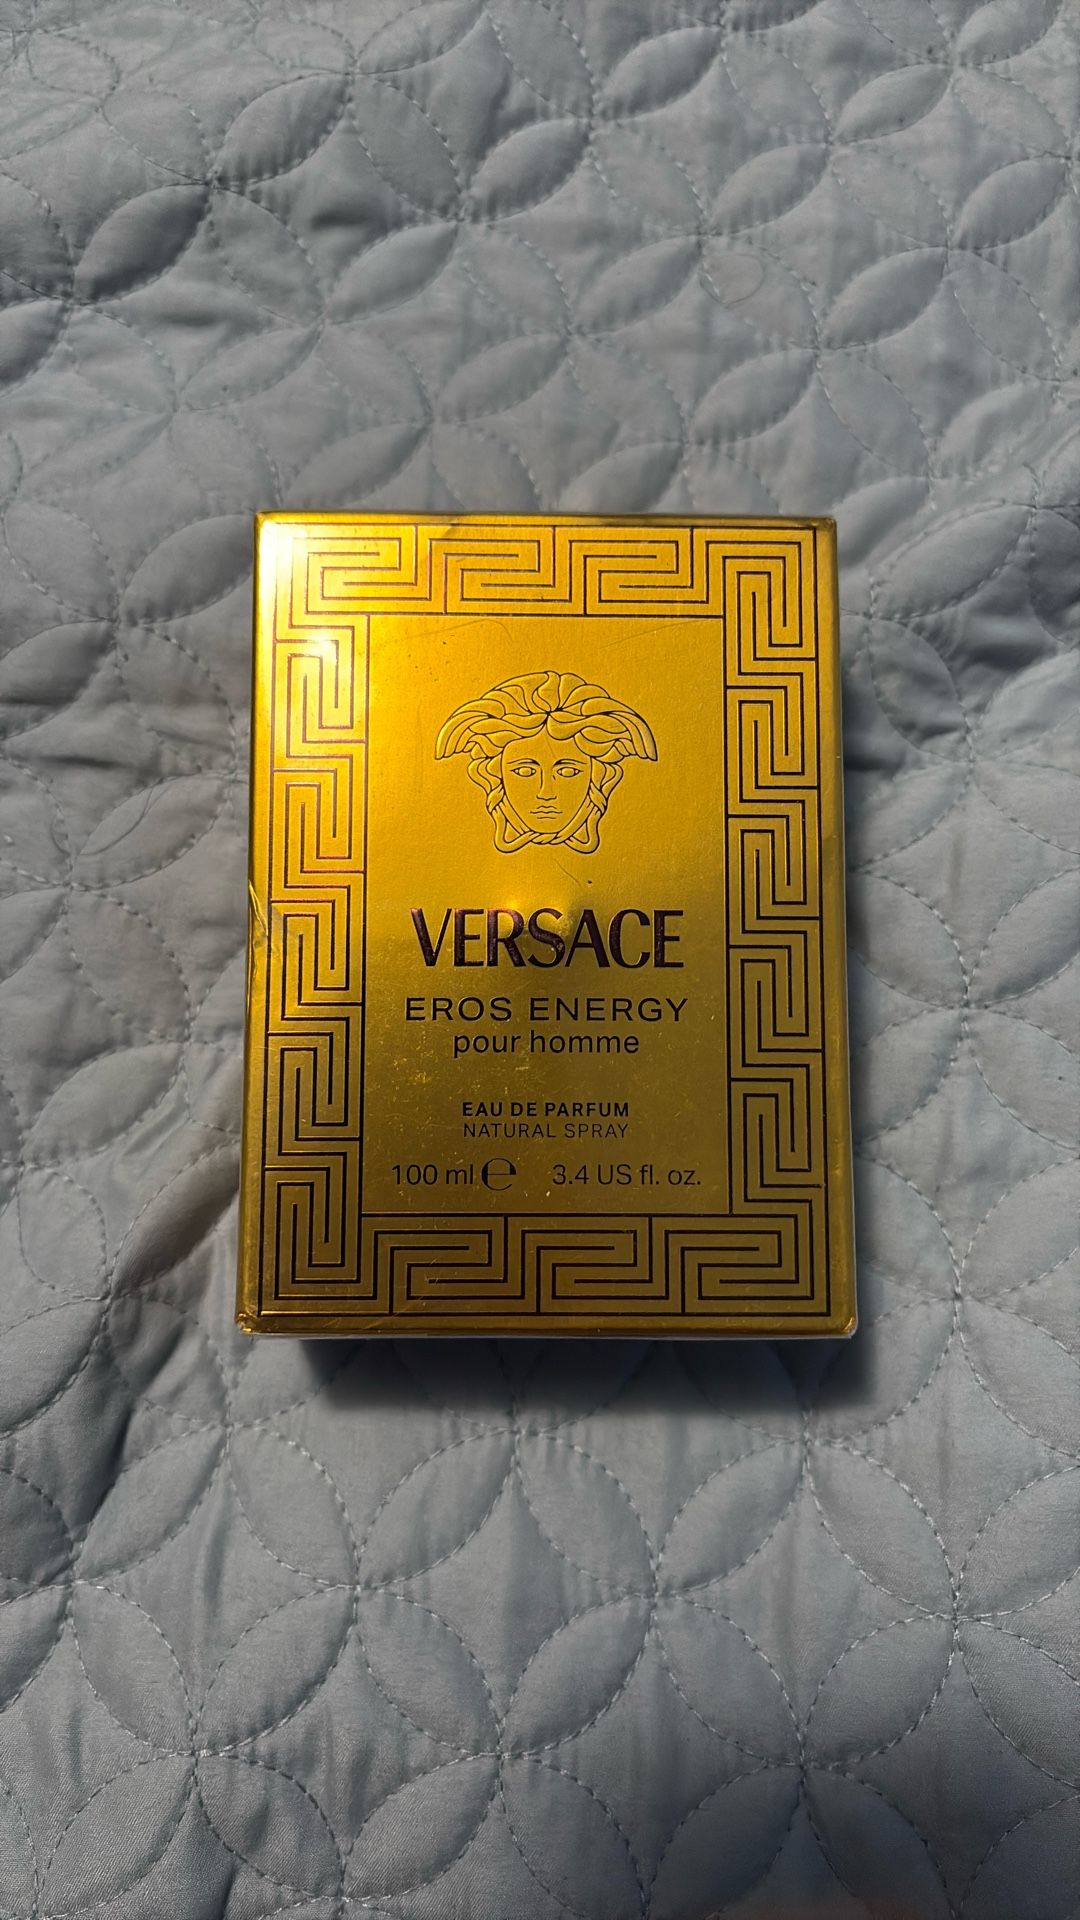 VERSACE
EROS ENERGY
pour homme
EAU DE PARFUM
NATURAL SPRAY
100 ml ℮ 3.4 US fl. oz.